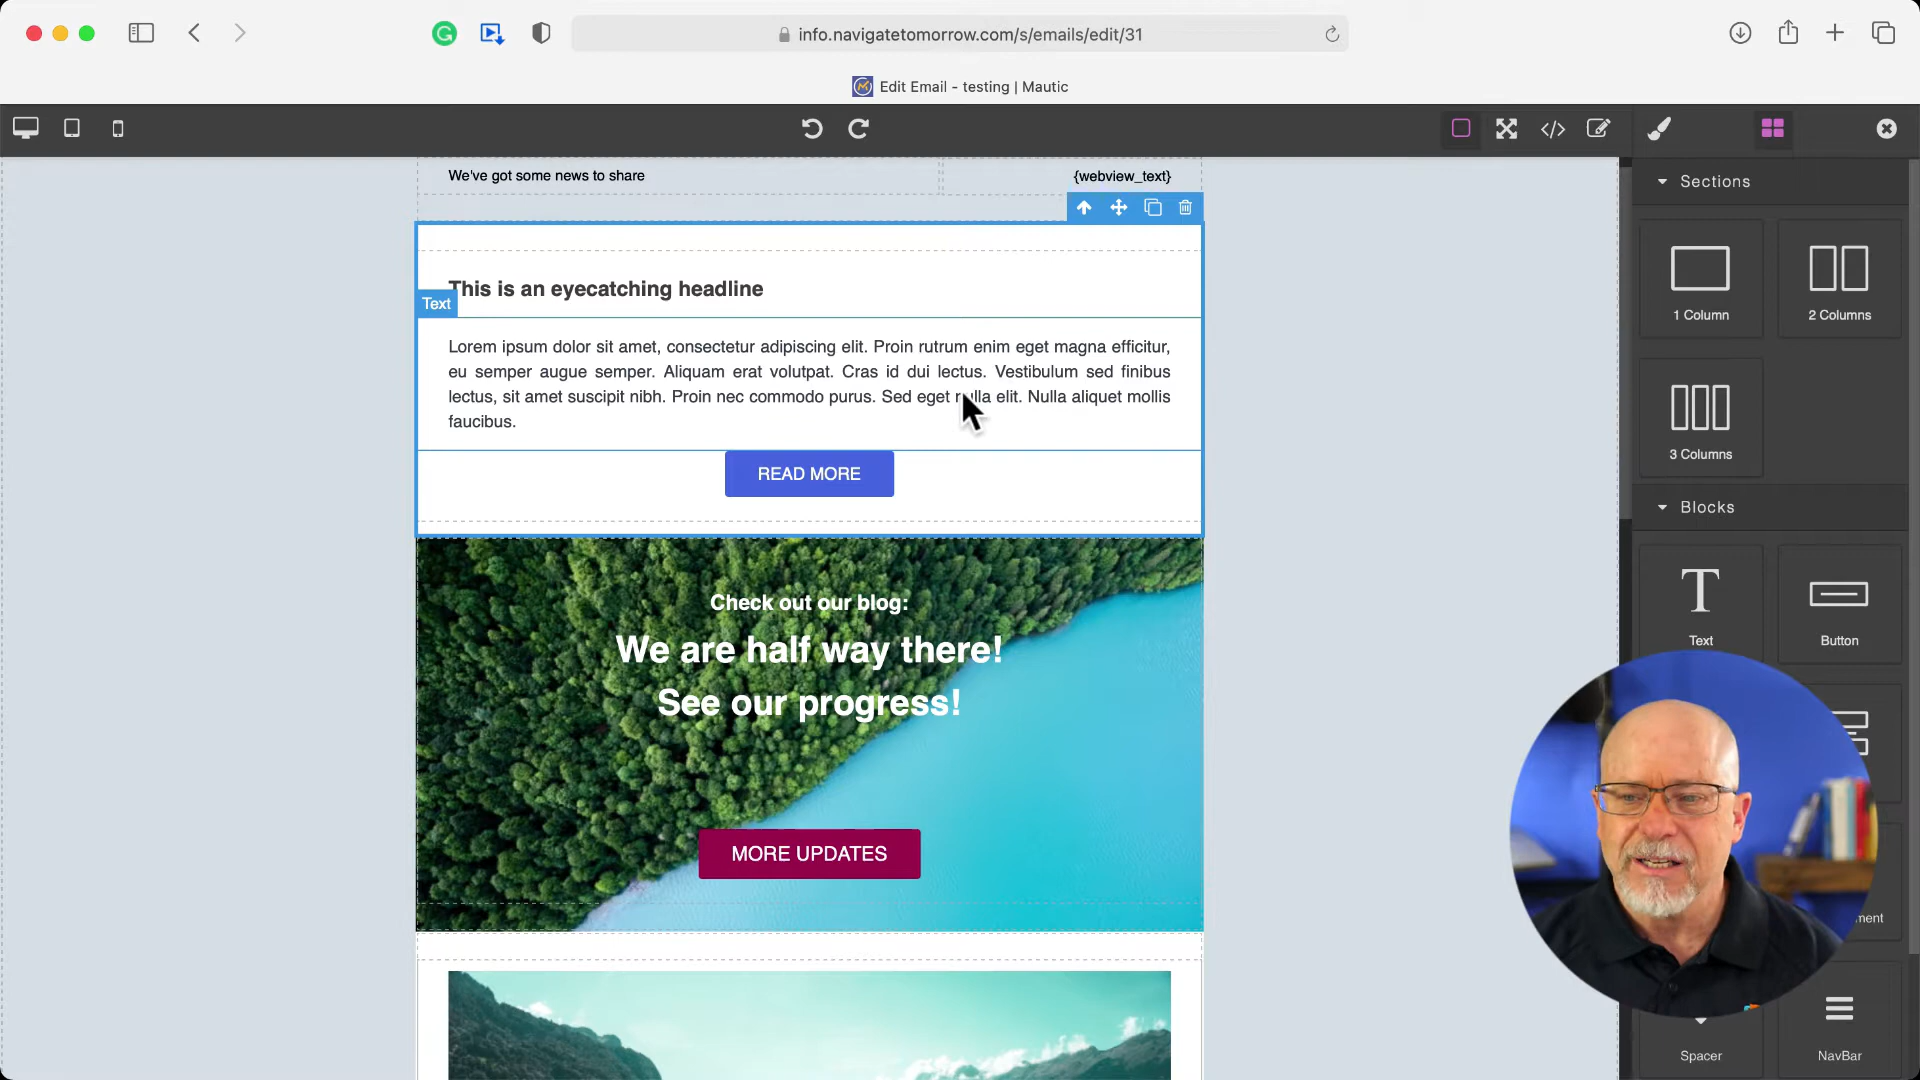 info.navigatetomorrow.com/s/emails/edit/31
Edit Email - testing | Mautic
We've got some news to share
{webview_text}
This is an eyecatching headline
Text
Lorem ipsum dolor sit amet, consectetur adipiscing elit. Proin rutrum enim eget magna efficitur,
eu semper augue semper. Aliquam erat volutpat. Cras id dui lectus. Vestibulum sed finibus
lectus, sit amet suscipit nibh. Proin nec commodo purus. Sed eget nulla elit. Nulla aliquet mollis
faucibus.
READ MORE
Check out our blog:
We are half way there!
See our progress!
MORE UPDATES
Sections
1 Column
2 Columns
3 Columns
Blocks
Text
Button
Spacer
NavBar